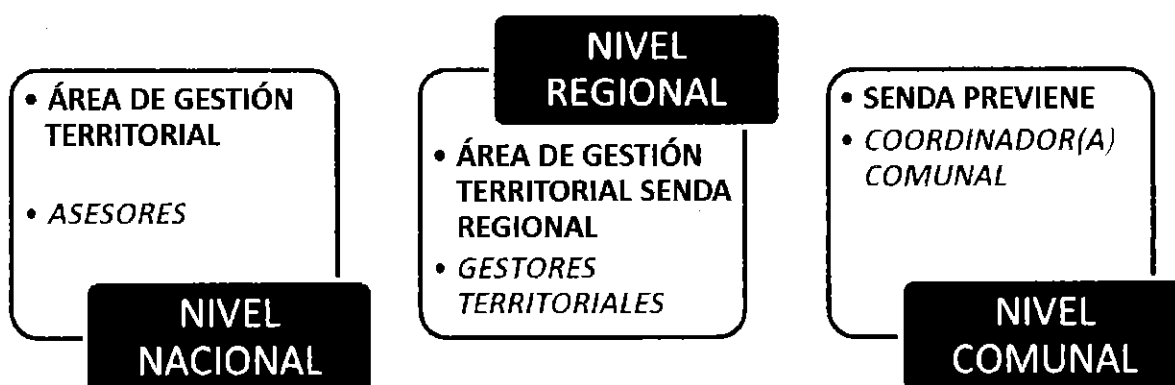 • ÁREA DE GESTIÓN
TERRITORIAL
• ASESORES
NIVEL
NACIONAL
NIVEL
REGIONAL
• ÁREA DE GESTIÓN
TERRITORIAL SENDA
REGIONAL
• GESTORES
TERRITORIALES
• SENDA PREVIENE
• COORDINADOR(A)
COMUNAL
NIVEL
COMUNAL